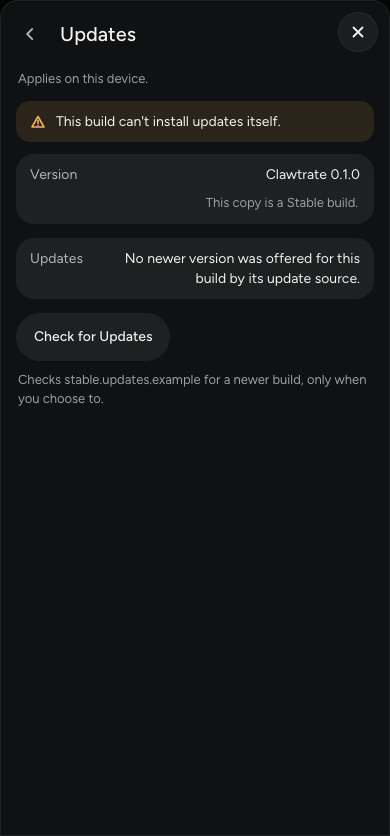 Updates
Applies on this device.
This build can't install updates itself.
Version
Clawtrate 0.1.0
This copy is a Stable build.
Updates
No newer version was offered for this
build by its update source.
Check for Updates
Checks stable.updates.example for a newer build, only when
you choose to.